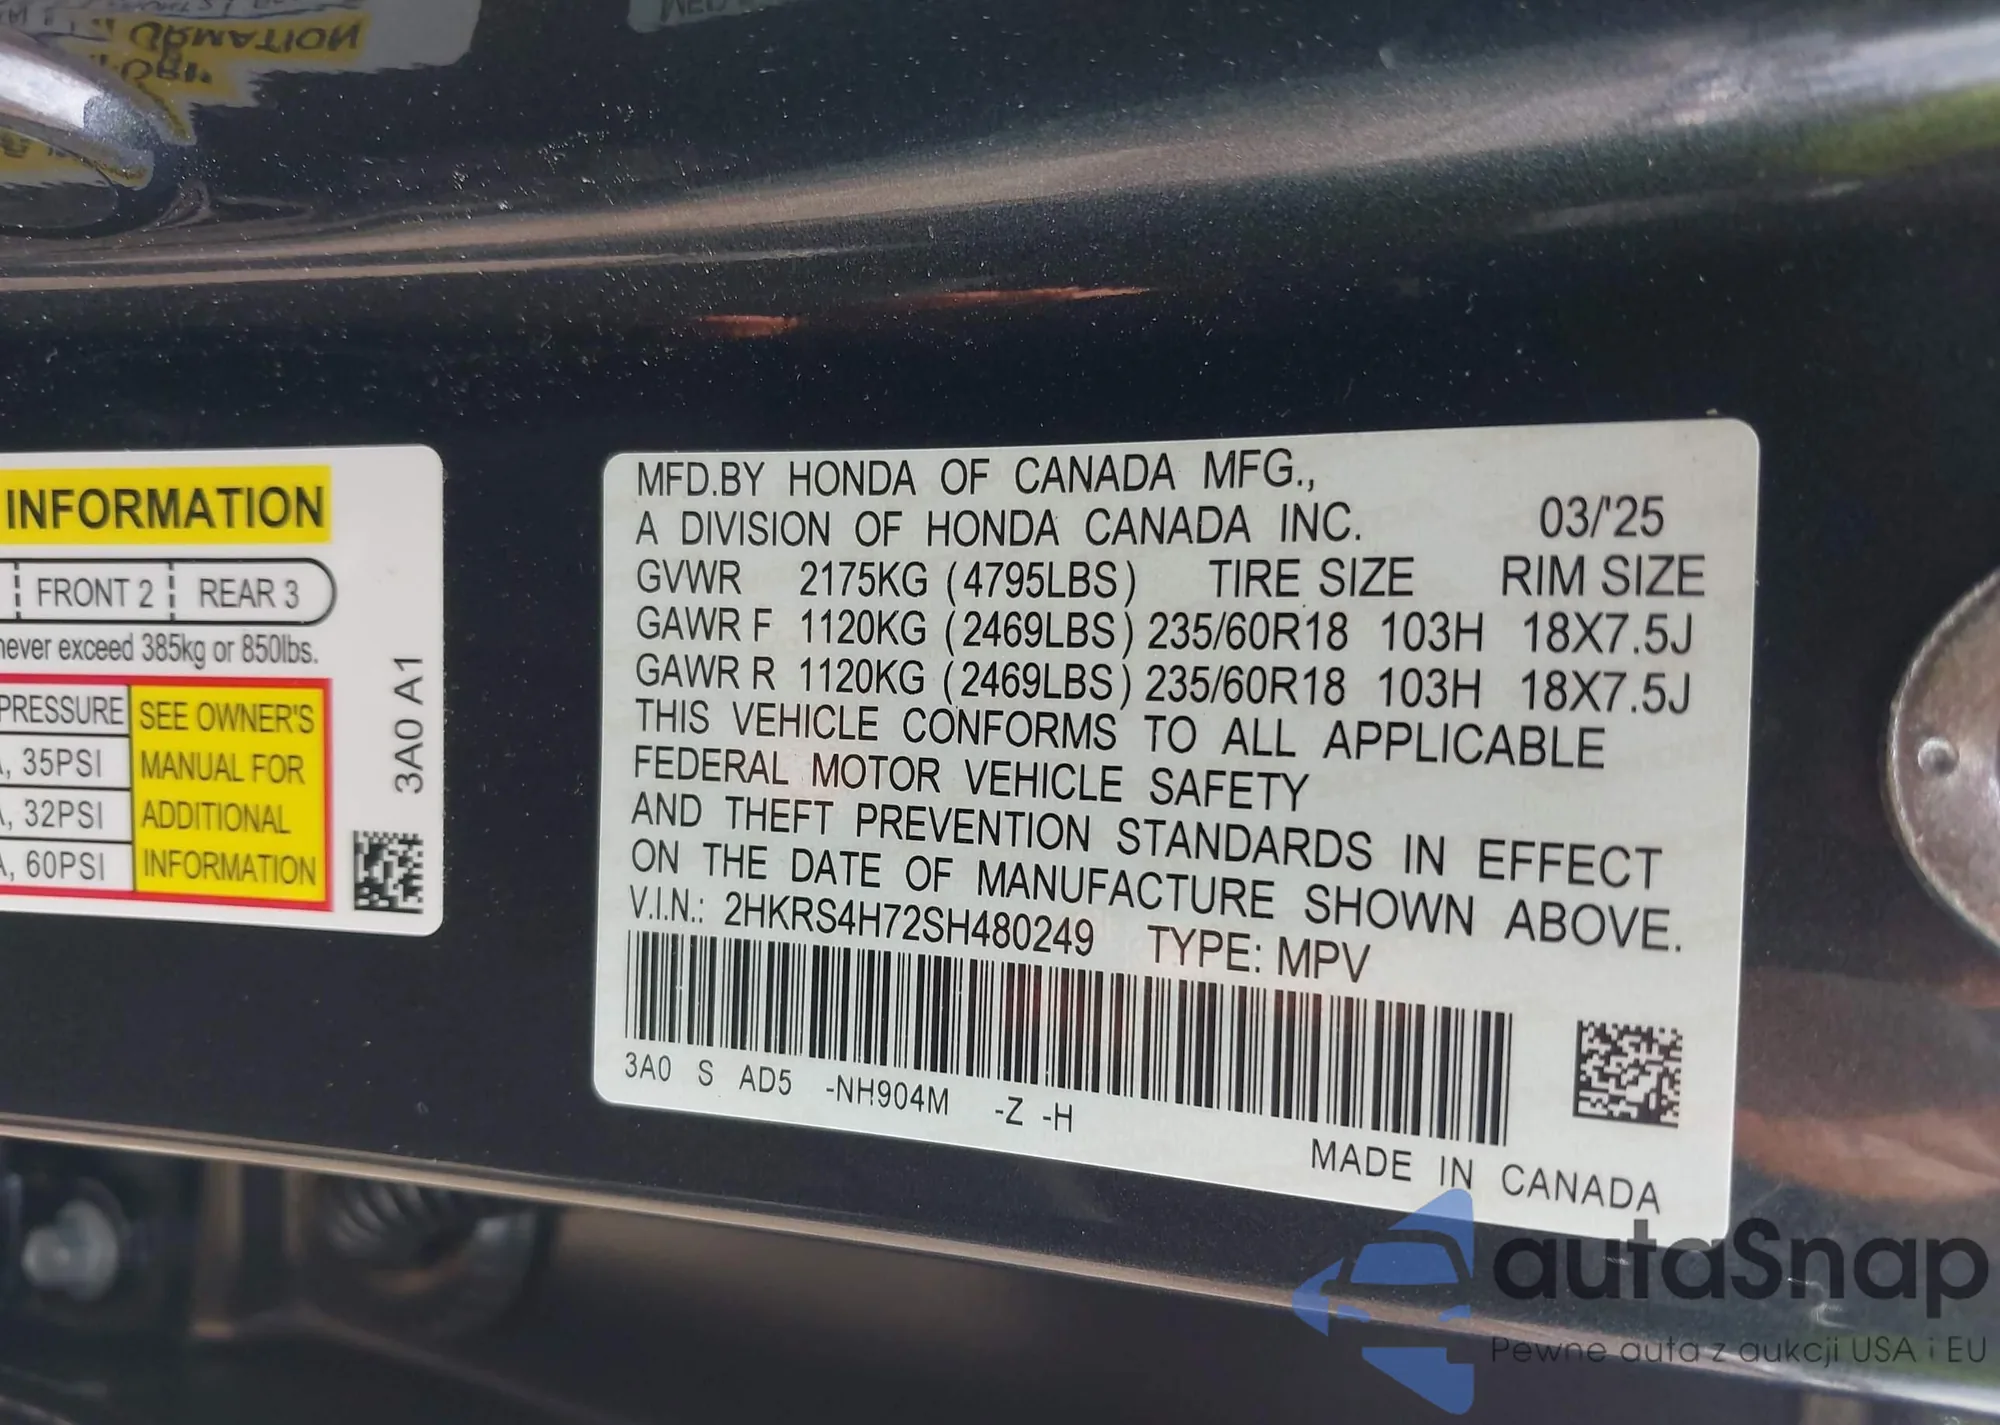 INFORMATION
FRONT 2
REAR 3
never exceed 385kg or 850lbs.
PRESSURE
, 35PSI
, 32PSI
, 60PSI
SEE OWNER'S
MANUAL FOR
ADDITIONAL
INFORMATION
3A0 A1
MFD.BY HONDA OF CANADA MFG.,
A DIVISION OF HONDA CANADA INC. 03/'25
GVWR 2175KG (4795LBS) TIRE SIZE RIM SIZE
GAWR F 1120KG (2469LBS) 235/60R18 103H 18X7.5J
GAWR R 1120KG (2469LBS) 235/60R18 103H 18X7.5J
THIS VEHICLE CONFORMS TO ALL APPLICABLE
FEDERAL MOTOR VEHICLE SAFETY
AND THEFT PREVENTION STANDARDS IN EFFECT
ON THE DATE OF MANUFACTURE SHOWN ABOVE.
V.I.N.: 2HKRS4H72SH480249 TYPE: MPV
3A0 S AD5 -NH904M -Z -H
MADE IN CANADA
autaSnap
Pewne auta z aukcji USA i EU